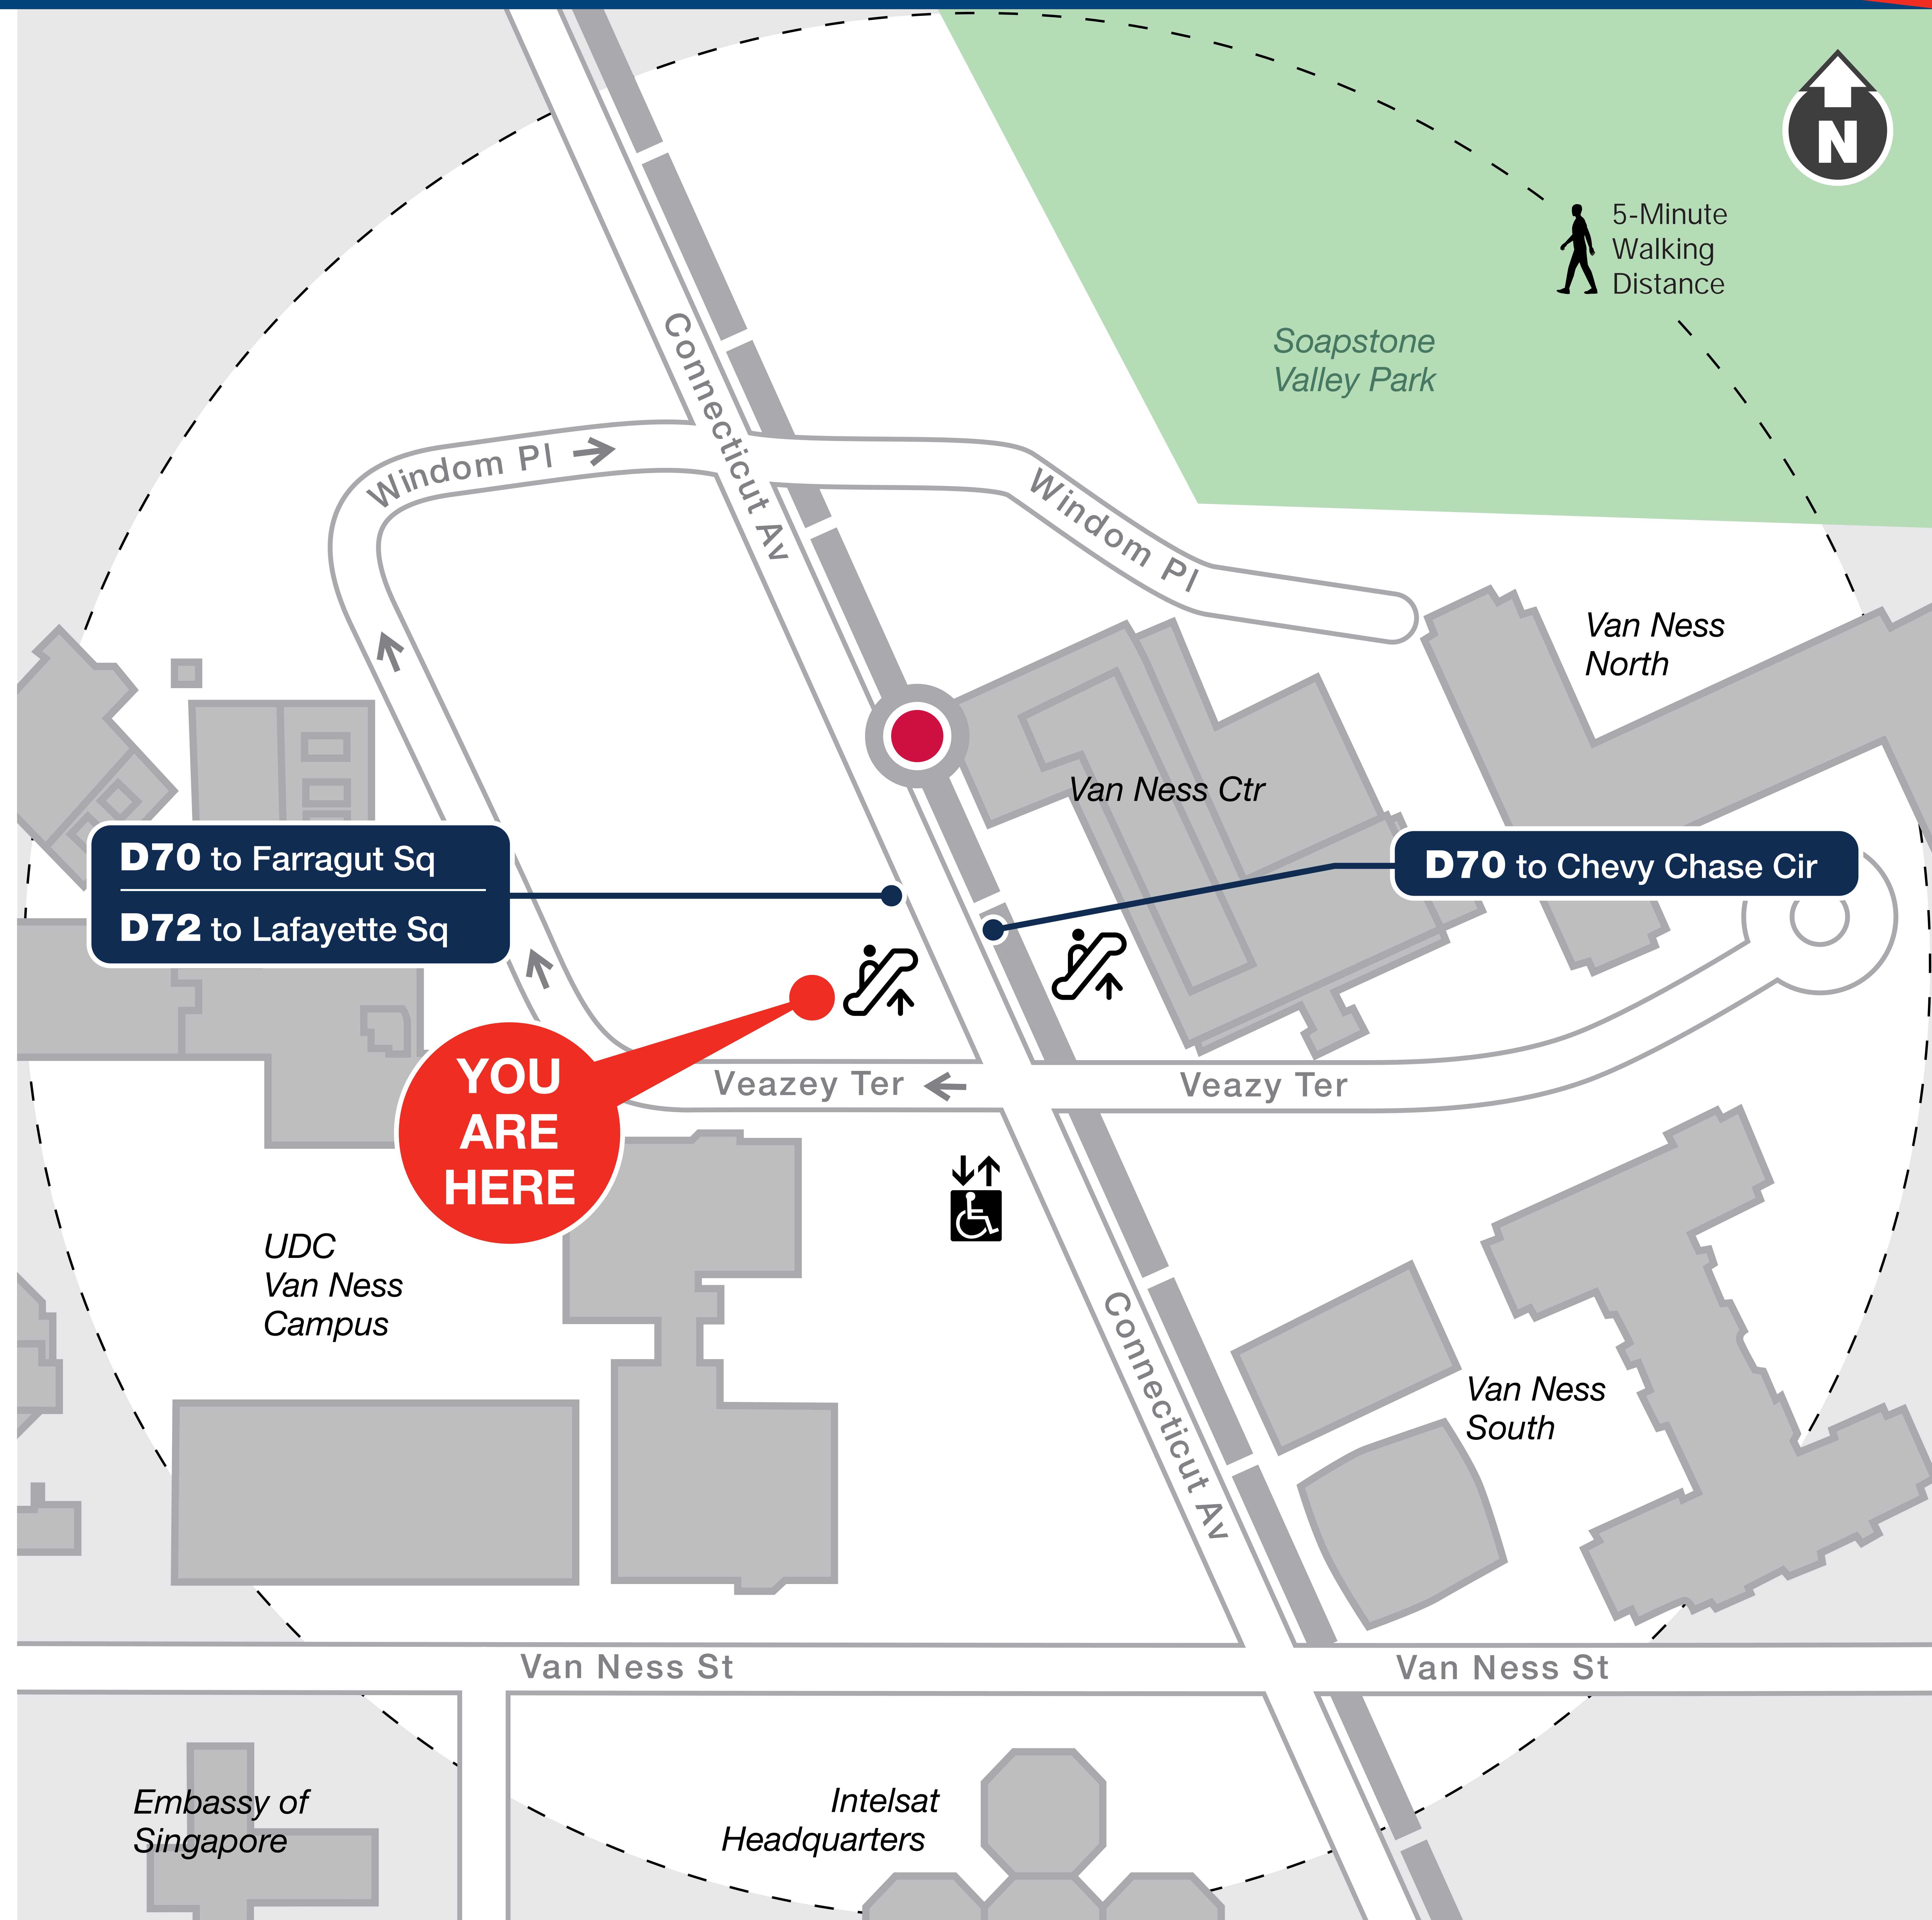 N
5-Minute
Walking
Distance
Soapstone
Valley Park
Connecticut Av
Windom Pl
Windom Pl
Van Ness
North
Van Ness Ctr
D70 to Farragut Sq
D72 to Lafayette Sq
D70 to Chevy Chase Cir
YOU
ARE
HERE
Veazey Ter
Veazy Ter
UDC
Van Ness
Campus
Connecticut Av
Van Ness
South
Van Ness St
Van Ness St
Embassy of
Singapore
Intelsat
Headquarters